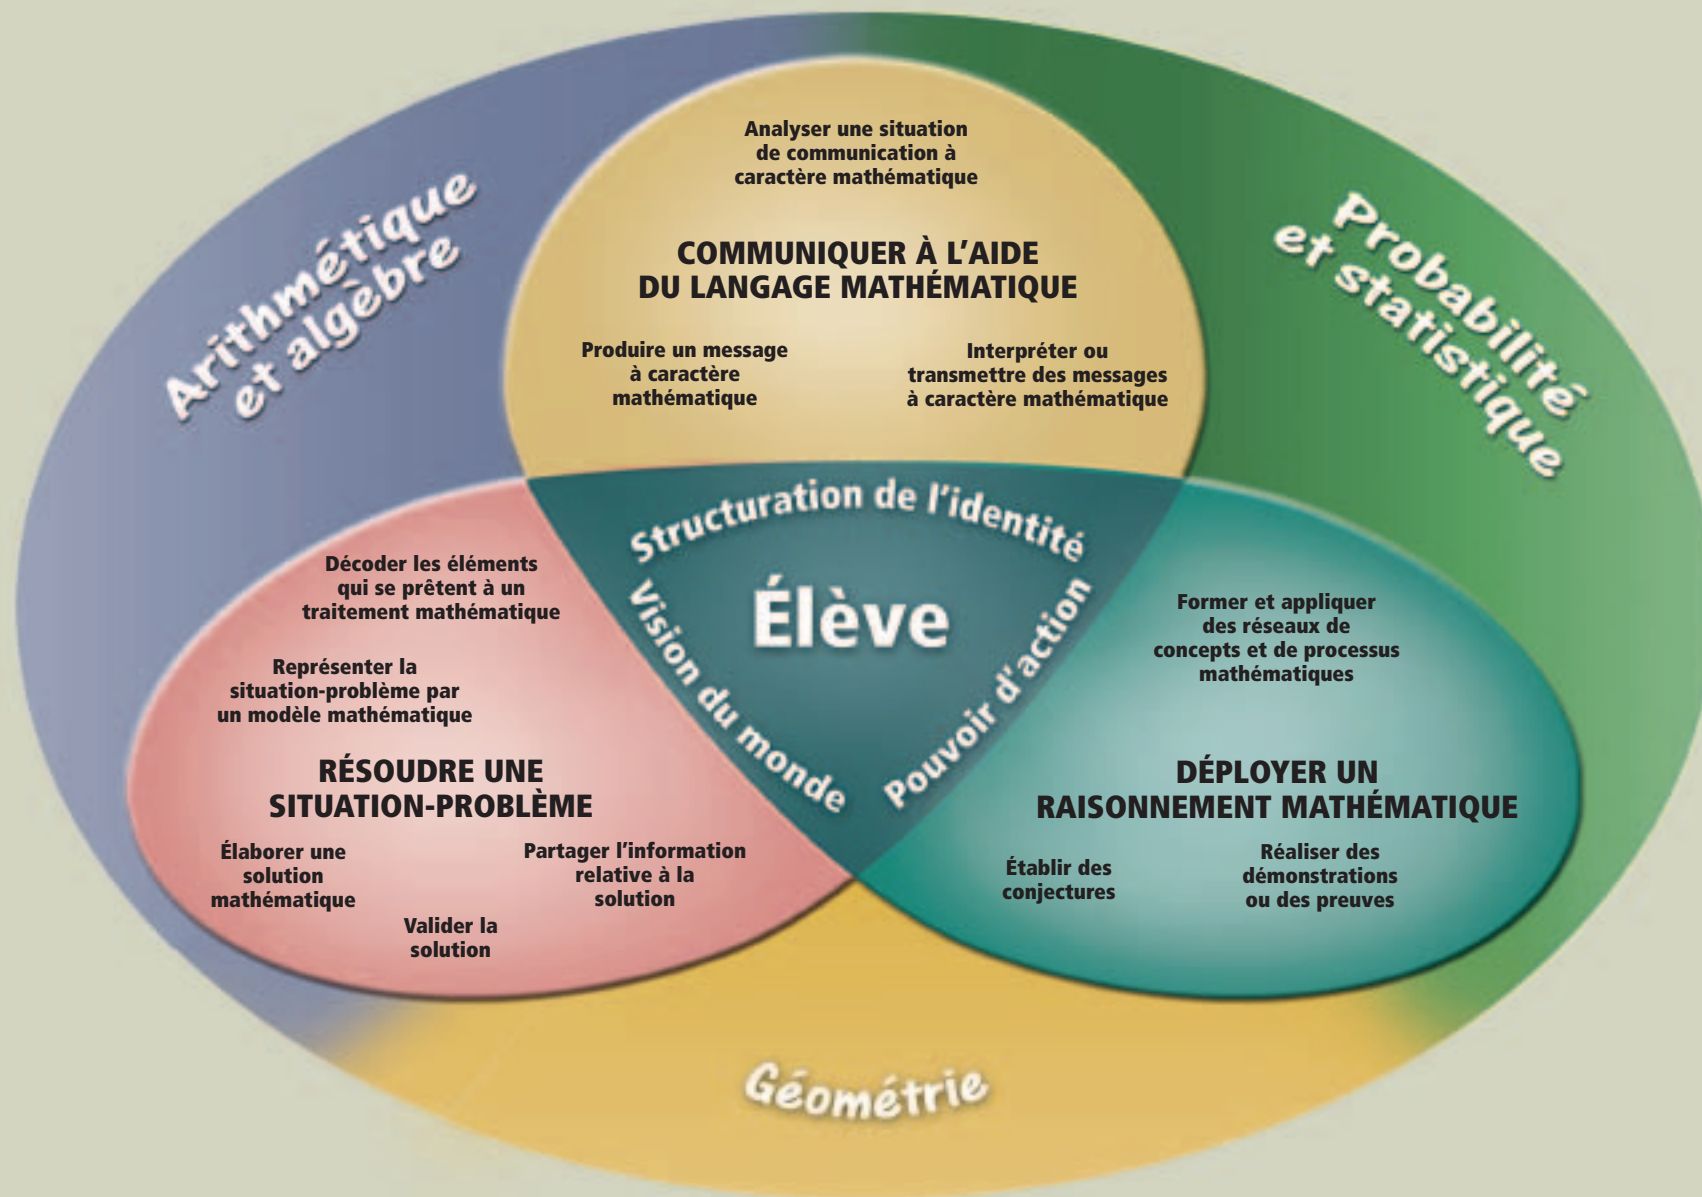 Arithmétique
et algèbre
Probabilité
et statistique
Analyser une situation
de communication à
caractère mathématique
COMMUNIQUER À L’AIDE
DU LANGAGE MATHÉMATIQUE
Produire un message
à caractère
mathématique
Interpréter ou
transmettre des messages
à caractère mathématique
Structuration de l’identité
Élève
Vision du monde
Pouvoir d’action
Décoder les éléments
qui se prêtent à un
traitement mathématique
Représenter la
situation-problème par
un modèle mathématique
RÉSOUDRE UNE
SITUATION-PROBLÈME
Élaborer une
solution
mathématique
Partager l’information
relative à la
solution
Valider la
solution
Former et appliquer
des réseaux de
concepts et de processus
mathématiques
DÉPLOYER UN
RAISONNEMENT MATHÉMATIQUE
Établir des
conjectures
Réaliser des
démonstrations
ou des preuves
Géométrie